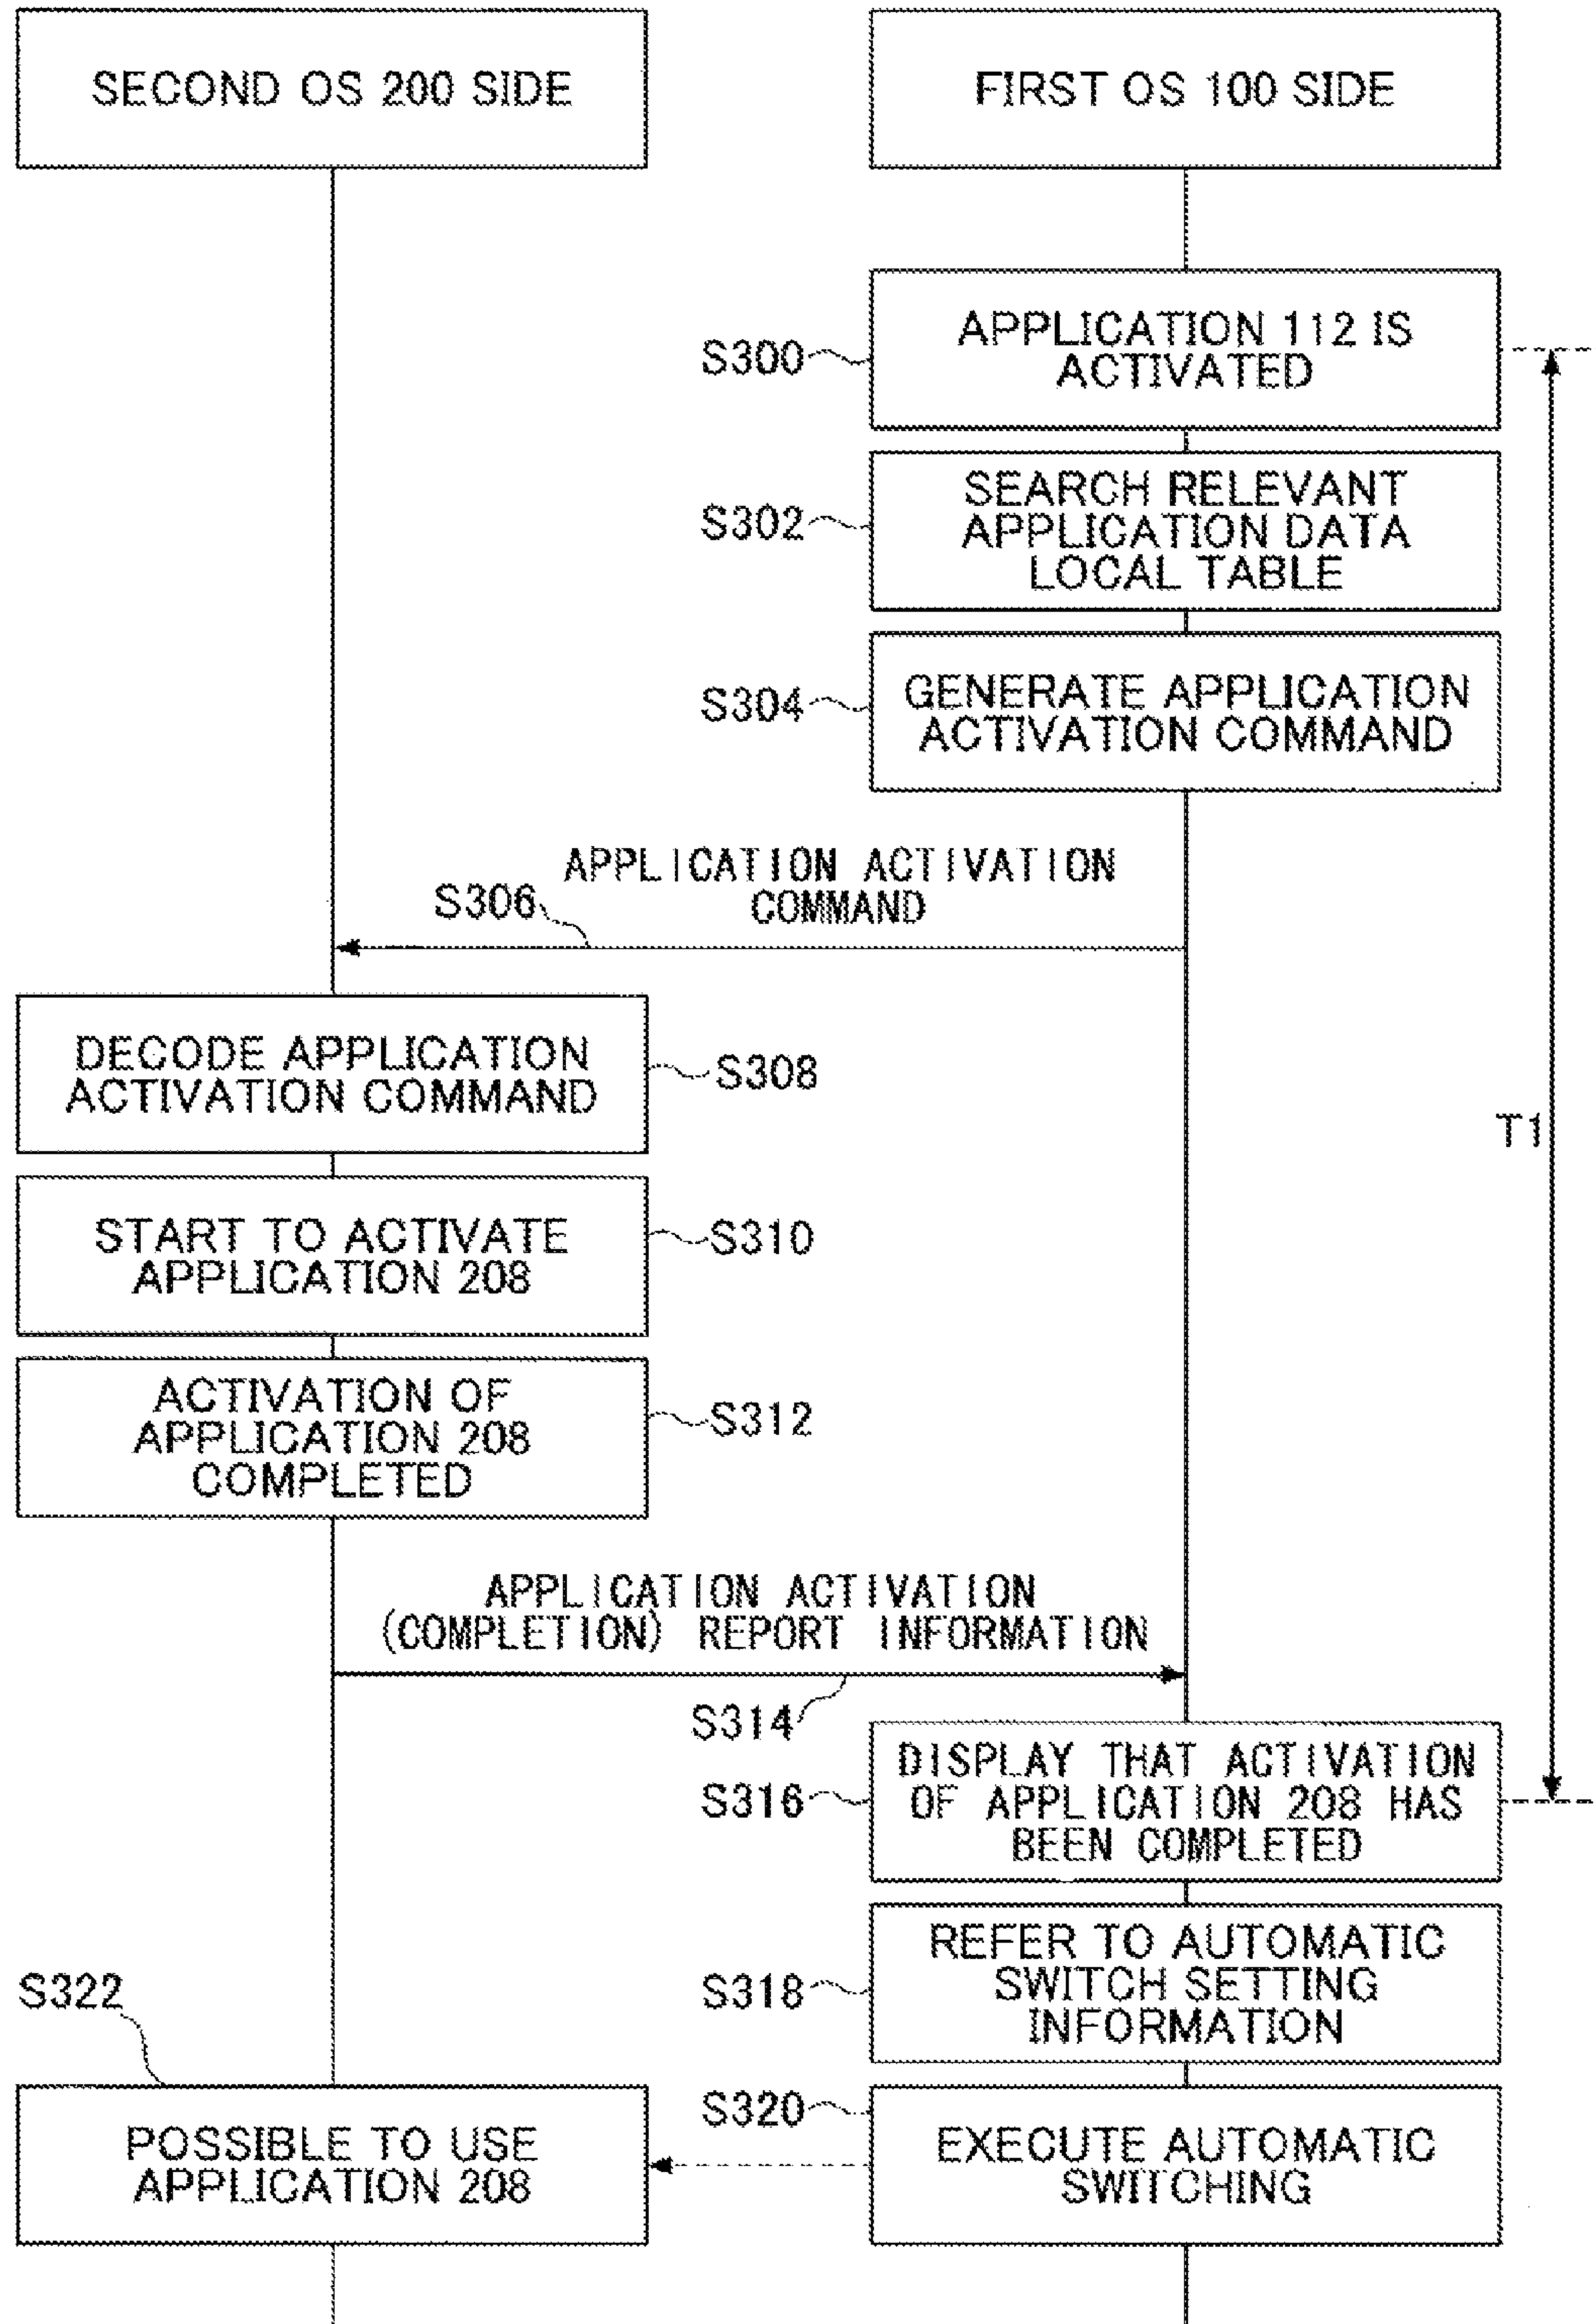 SECOND OS 200 SIDE
FIRST OS 100 SIDE
S300
APPLICATION 112 IS
ACTIVATED
S302
SEARCH RELEVANT
APPLICATION DATA
LOCAL TABLE
S304
GENERATE APPLICATION
ACTIVATION COMMAND
S306
APPLICATION ACTIVATION
COMMAND
DECODE APPLICATION
ACTIVATION COMMAND
S308
T1
START TO ACTIVATE
APPLICATION 208
S310
ACTIVATION OF
APPLICATION 208
COMPLETED
S312
APPLICATION ACTIVATION
(COMPLETION) REPORT INFORMATION
S314
S316
DISPLAY THAT ACTIVATION
OF APPLICATION 208 HAS
BEEN COMPLETED
S318
REFER TO AUTOMATIC
SWITCH SETTING
INFORMATION
S322
S320
POSSIBLE TO USE
APPLICATION 208
EXECUTE AUTOMATIC
SWITCHING